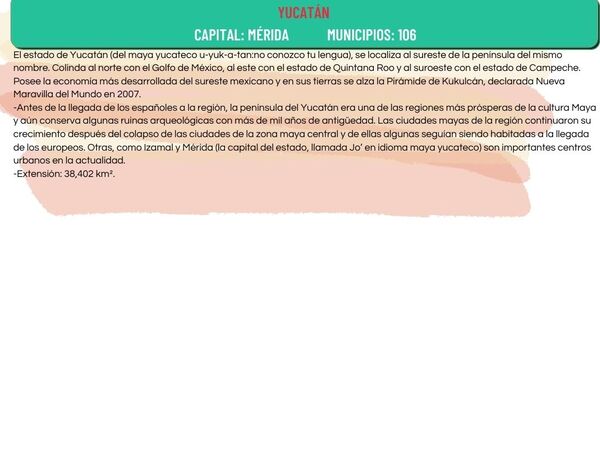 YUCATÁN
CAPITAL: MÉRIDA MUNICIPIOS: 106
El estado de Yucatán (del maya yucateco u-yuk-a-tan:no conozco tu lengua), se localiza al sureste de la península del mismo
nombre. Colinda al norte con el Golfo de México, al este con el estado de Quintana Roo y al suroeste con el estado de Campeche.
Posee la economía más desarrollada del sureste mexicano y en sus tierras se alza la Pirámide de Kukulcán, declarada Nueva
Maravilla del Mundo en 2007.
-Antes de la llegada de los españoles a la región, la península del Yucatán era una de las regiones más prósperas de la cultura Maya
y aún conserva algunas ruinas arqueológicas con más de mil años de antigüedad. Las ciudades mayas de la región continuaron su
crecimiento después del colapso de las ciudades de la zona maya central y de ellas algunas seguían siendo habitadas a la llegada
de los europeos. Otras, como Izamal y Mérida (la capital del estado, llamada Jo' en idioma maya yucateco) son importantes centros
urbanos en la actualidad.
-Extensión: 38,402 km².